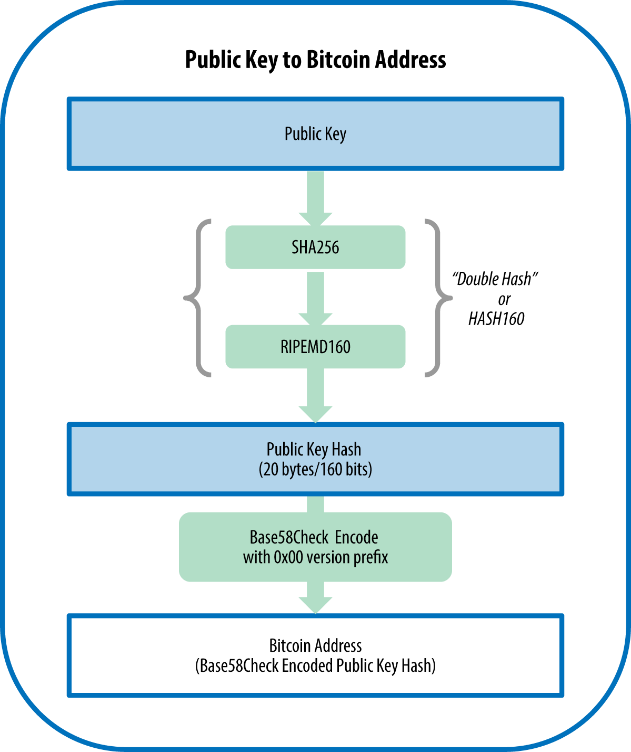 Public Key to Bitcoin Address
Public Key
SHA256
“Double Hash”
or
HASH160
RIPEMD160
Public Key Hash
(20 bytes/160 bits)
Base58Check Encode
with 0x00 version prefix
Bitcoin Address
(Base58Check Encoded Public Key Hash)